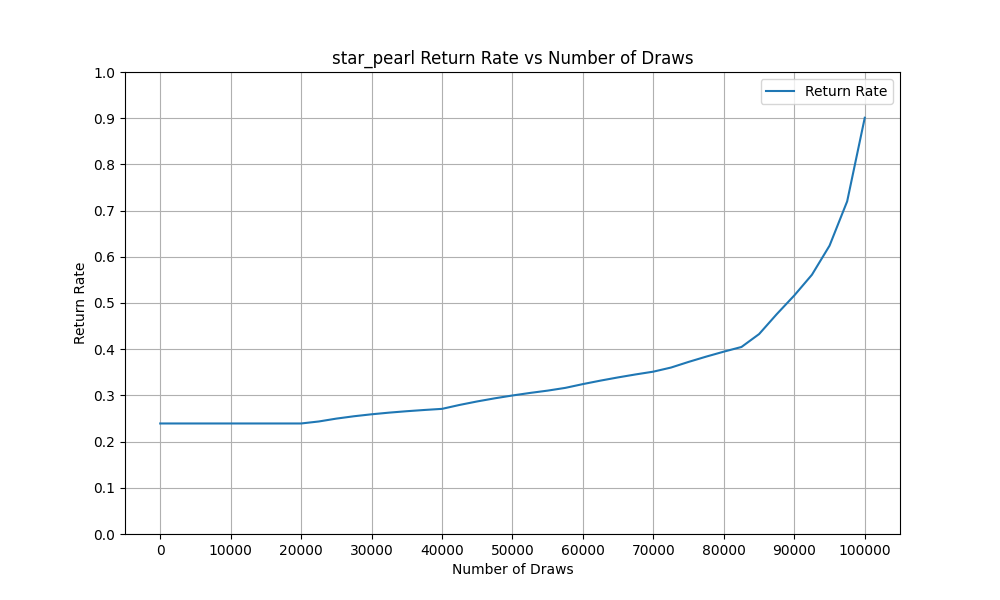 star_pearl Return Rate vs Number of Draws
Return Rate
1.0
0.9
0.8
0.7
0.6
0.5
0.4
0.3
0.2
0.1
0.0
Return Rate
0 10000 20000 30000 40000 50000 60000 70000 80000 90000 100000
Number of Draws